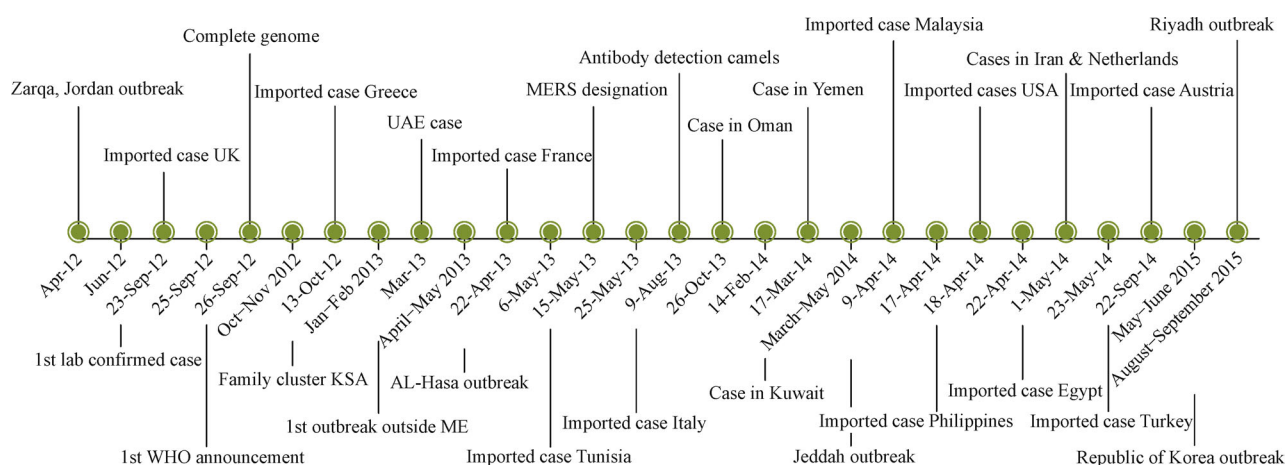 Imported case Malaysia
Riyadh outbreak
Complete genome
Antibody detection camels
Cases in Iran & Netherlands
Zarqa, Jordan outbreak
Imported case Greece
MERS designation
Case in Yemen
Imported cases USA
Imported case Austria
UAE case
Case in Oman
Imported case UK
Imported case France
Apr-12
Jun-12
23-Sep-12
25-Sep-12
26-Sep-12
Oct–Nov 2012
13-Oct-12
Jan–Feb 2013
Mar-13
April–May 2013
22-Apr-13
6-May-13
15-May-13
25-May-13
9-Aug-13
26-Oct-13
14-Feb-14
17-Mar-14
March–May 2014
9-Apr-14
17-Apr-14
18-Apr-14
22-Apr-14
1-May-14
23-May-14
22-Sep-14
May–June 2015
August–September 2015
1st lab confirmed case
Family cluster KSA
AL-Hasa outbreak
Case in Kuwait
Imported case Egypt
1st outbreak outside ME
Imported case Italy
Imported case Philippines
Imported case Turkey
1st WHO announcement
Imported case Tunisia
Jeddah outbreak
Republic of Korea outbreak